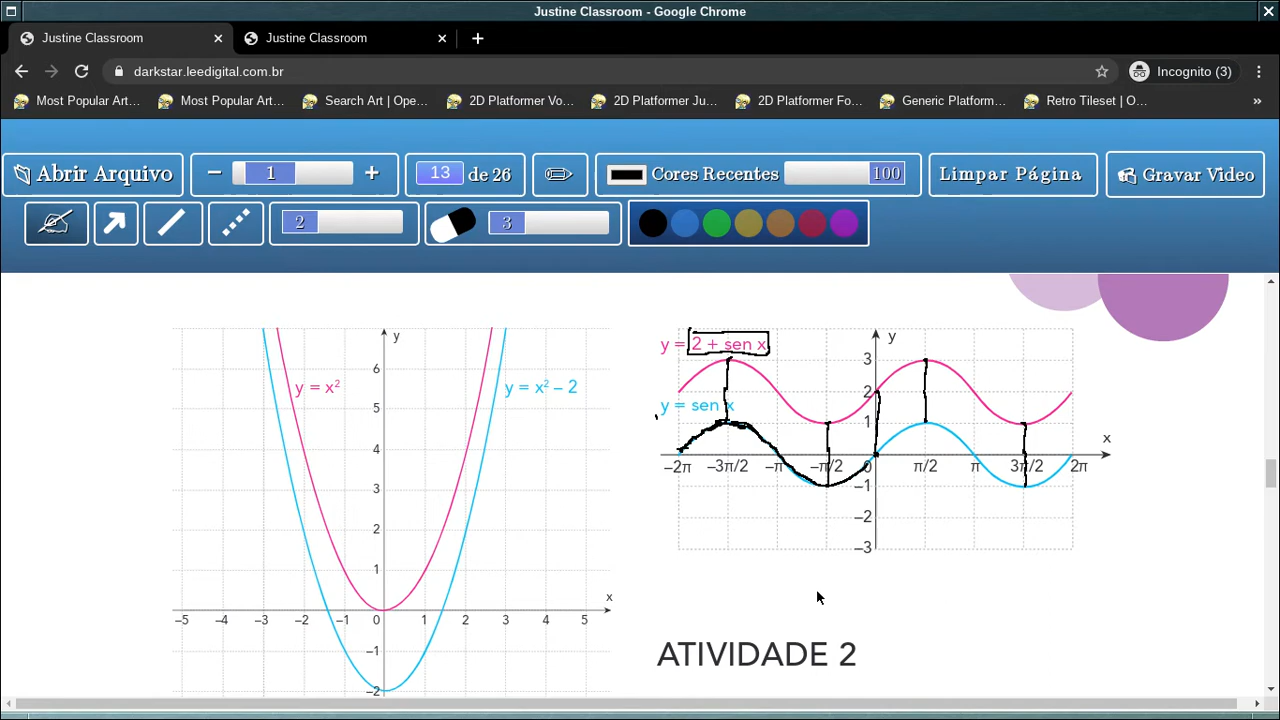 Justine Classroom - Google Chrome
Justine Classroom
Justine Classroom
darkstar.leedigital.com.br
Incognito (3)
Most Popular Art...
Most Popular Art...
Search Art | Ope...
2D Platformer Vo...
2D Platformer Ju...
2D Platformer Fo...
Generic Platform...
Retro Tileset | O...
»
Abrir Arquivo
− 1 +
13 de 26
Cores Recentes 100
Limpar Página
Gravar Video
2
3
y
6
5
4
3
2
1
y = x² y = x² – 2
x
–5 –4 –3 –2 –1 0 1 2 3 4 5
–1
–2
y = 2 + sen x
y = sen x
y
3
2
1
x
–2π –3π/2 –π –π/2 0 π/2 π 3π/2 2π
–1
–2
–3
ATIVIDADE 2